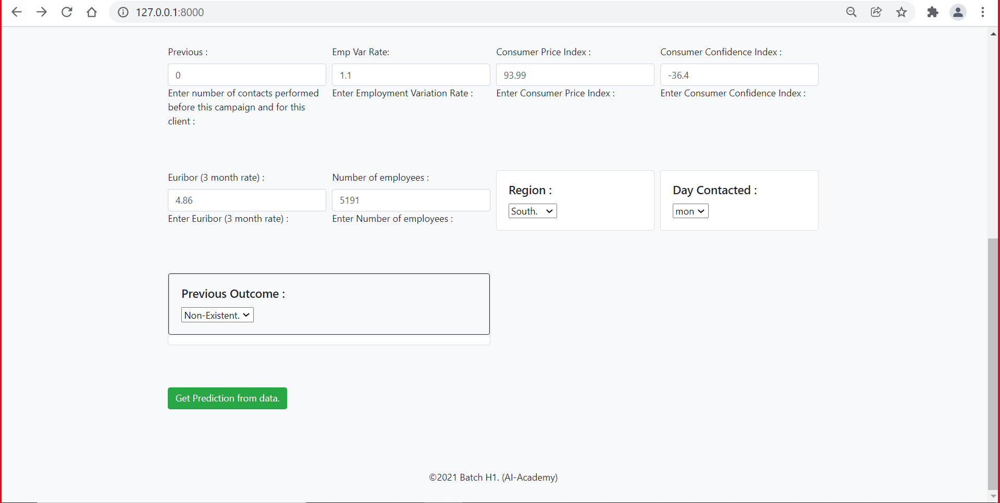 127.0.0.1:8000
Previous :
Emp Var Rate:
Consumer Price Index :
Consumer Confidence Index :
0
1.1
93.99
-36.4
Enter number of contacts performed
before this campaign and for this
client :
Enter Employment Variation Rate :
Enter Consumer Price Index :
Enter Consumer Confidence Index :
Euribor (3 month rate) :
Number of employees :
4.86
5191
Enter Euribor (3 month rate) :
Enter Number of employees :
Region :
South.
Day Contacted :
mon
Previous Outcome :
Non-Existent.
Get Prediction from data.
©2021 Batch H1. (AI-Academy)